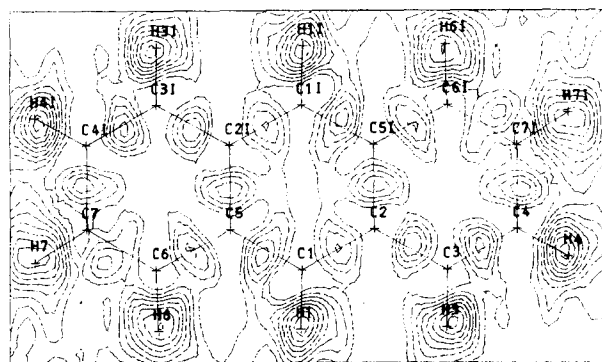 H3I H1I H6I
H4I C3I C1I C6I H7I
C4I C2I C5I C7I
C7 C5 C2 C4
H7 C6 C1 C3 H4
H6 H1 H3